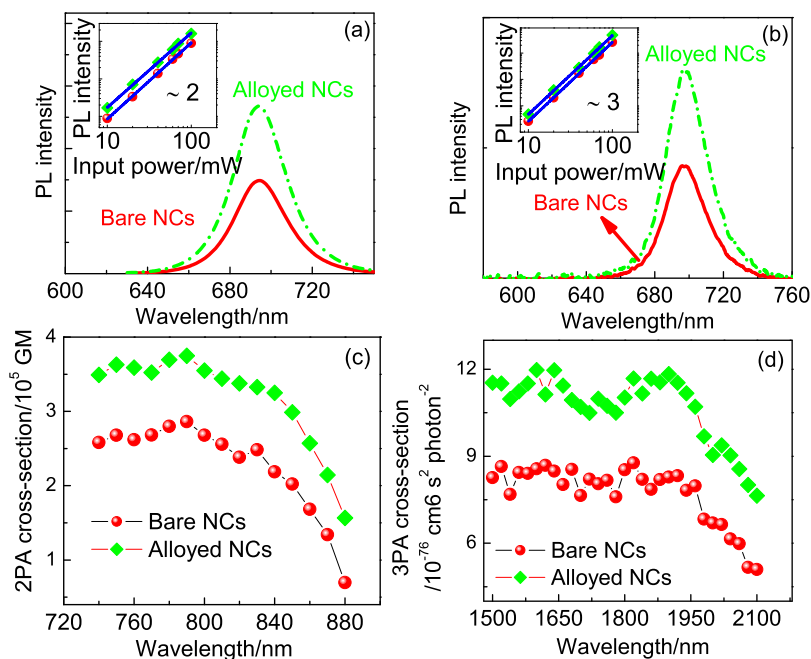 (a)
PL intensity
PL intensity
~ 2
10
100
Input power/mW
Alloyed NCs
Bare NCs
600
640
680
720
Wavelength/nm
(b)
PL intensity
PL intensity
~ 3
10
100
Input power/mW
Alloyed NCs
Bare NCs
600
640
680
720
760
Wavelength/nm
(c)
2PA cross-section/10⁵ GM
4
3
2
1
Bare NCs
Alloyed NCs
720
760
800
840
880
Wavelength/nm
(d)
3PA cross-section
/10⁻⁷⁶ cm6 s² photon⁻²
12
9
6
3
Bare NCs
Alloyed NCs
1500
1650
1800
1950
2100
Wavelength/nm